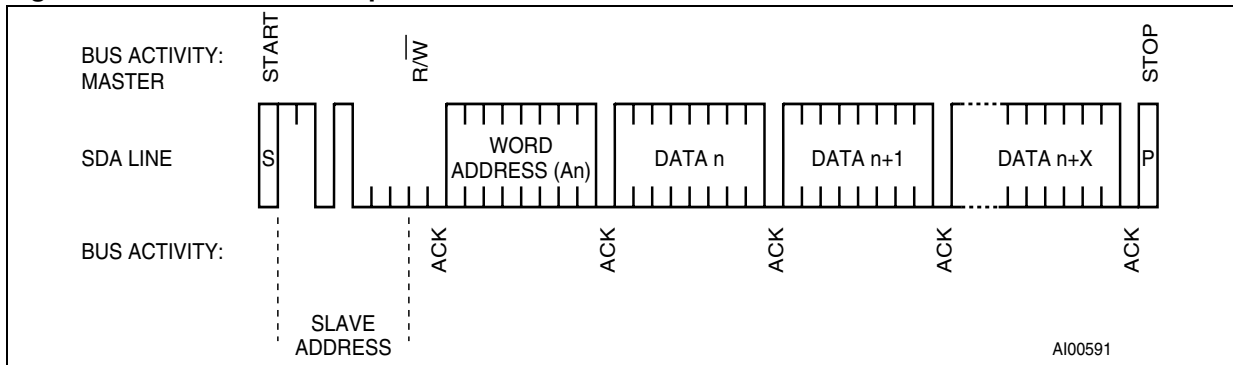 BUS ACTIVITY:
MASTER
START
R/W
STOP
SDA LINE
S
WORD
ADDRESS (An)
DATA n
DATA n+1
DATA n+X
P
BUS ACTIVITY:
ACK
ACK
ACK
ACK
ACK
SLAVE
ADDRESS
AI00591